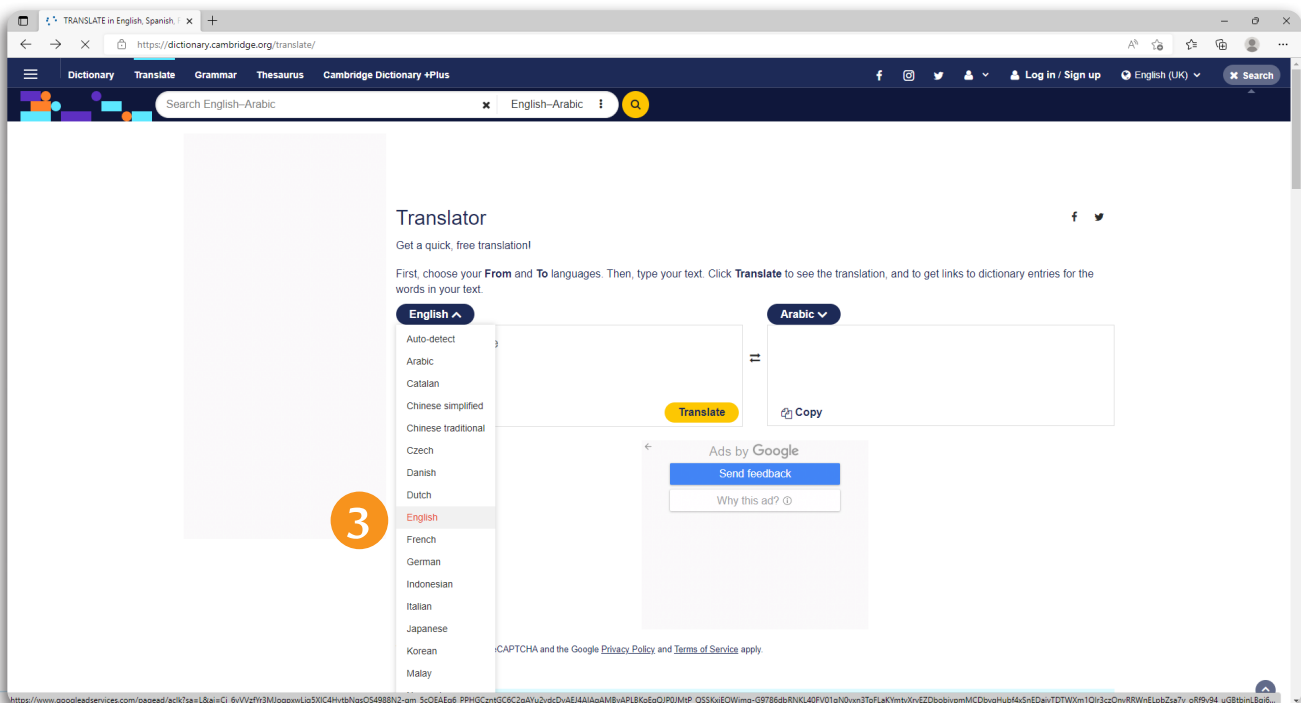 TRANSLATE in English, Spanish,
https://dictionary.cambridge.org/translate/
Dictionary Translate Grammar Thesaurus Cambridge Dictionary +Plus Log in / Sign up English (UK) Search
Search English–Arabic English–Arabic
Translator
Get a quick, free translation!
First, choose your From and To languages. Then, type your text. Click Translate to see the translation, and to get links to dictionary entries for the
words in your text.
English Arabic
Auto-detect
Arabic
Catalan
Chinese simplified
Translate Copy
Chinese traditional
Czech
Danish
Dutch
3 English
French
German
Indonesian
Italian
Japanese
Korean
Malay
Ads by Google
Send feedback
Why this ad?
CAPTCHA and the Google Privacy Policy and Terms of Service apply.